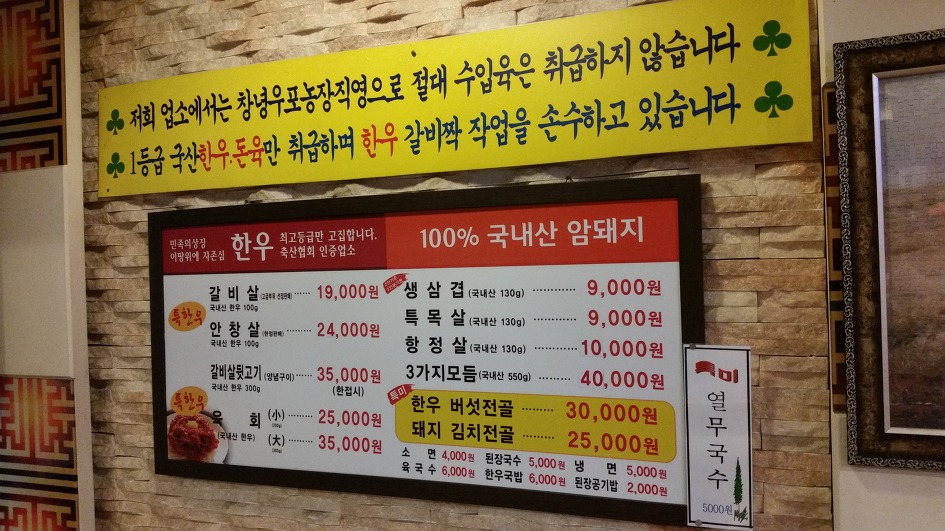 저희 업소에서는 창녕우포농장직영으로 절대 수입육은 취급하지 않습니다
1등급 국산한우.돈육만 취급하며 한우 갈비짝 작업을 손수하고 있습니다
민족의상징
이땅위에 자존심
한우
최고등급만 고집합니다.
축산협회 인증업소
100% 국내산 암돼지
특한우
갈비살 19,000원
국내산 한우 100g
안창살 (한정판매) 24,000원
국내산 한우 100g
갈비살뒷고기 (양념구이) 35,000원
국내산 한우 300g (한접시)
특한우
육회 (小) 25,000원
(국내산 한우) (大) 35,000원
생삼겹 (국내산 130g) 9,000원
특목살 (국내산 130g) 9,000원
항정살 (국내산 130g) 10,000원
3가지모듬 (국내산 550g) 40,000원
특미
한우 버섯전골 30,000원
돼지 김치전골 25,000원
소면 4,000원 된장국수 5,000원 냉면 5,000원
육국수 6,000원 한우국밥 6,000원 된장공기밥 2,000원
특미
열무국수
5000원